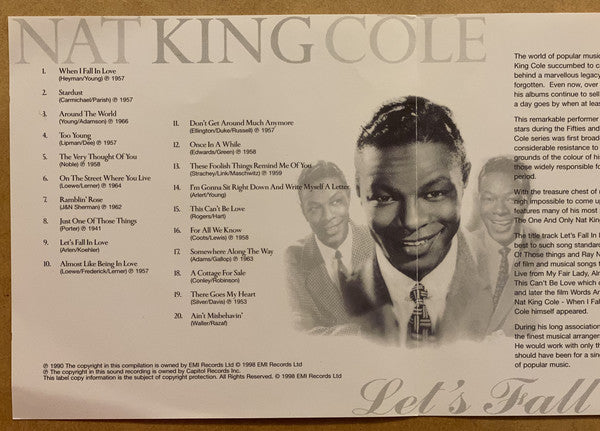 NAT KING COLE
1. When I Fall In Love
(Heyman/Young) ℗ 1957
2. Stardust
(Carmichael/Parish) ℗ 1957
3. Around The World
(Young/Adamson) ℗ 1966
4. Too Young
(Lipman/Dee) ℗ 1957
5. The Very Thought Of You
(Noble) ℗ 1958
6. On The Street Where You Live
(Loewe/Lerner) ℗ 1964
7. Ramblin' Rose
(J&N Sherman) ℗ 1962
8. Just One Of Those Things
(Porter) ℗ 1941
9. Let's Fall In Love
(Arlen/Koehler)
10. Almost Like Being In Love
(Loewe/Frederick/Lerner) ℗ 1957
11. Don't Get Around Much Anymore
(Ellington/Duke/Russell) ℗ 1957
12. Once In A While
(Edwards/Green) ℗ 1958
13. These Foolish Things Remind Me Of You
(Strachey/Link/Maschwitz) ℗ 1959
14. I'm Gonna Sit Right Down And Write Myself A Letter
(Arlert/Young)
15. This Can't Be Love
(Rogers/Hart)
16. For All We Know
(Coots/Lewis) ℗ 1958
17. Somewhere Along The Way
(Adams/Gallop) ℗ 1963
18. A Cottage For Sale
(Conley/Robinson)
19. There Goes My Heart
(Silver/Davis) ℗ 1953
20. Ain't Misbehavin'
(Waller/Razaf)
℗ 1990 The copyright in this compilation is owned by EMI Records Ltd © 1998 EMI Records Ltd
℗ The copyright in this sound recording is owned by Capitol Records Inc.
This label copy information is the subject of copyright protection. All Rights Reserved. © 1998 EMI Records Ltd
The world of popular music
King Cole succumbed to c
behind a marvellous legacy
forgotten. Even now, over
his albums continue to sell
a day goes by when at leas
This remarkable performer
stars during the Fifties and
Cole series was first broad
considerable resistance to
grounds of the colour of his
those widely responsible fo
period.
With the treasure chest of
nigh impossible to come up
features many of his most
The One And Only Nat King
The title track Let's Fall In
best to such song standard
Of Those things and Ray N
of film and musical songs
Live from My Fair Lady, Al
This Can't Be Love which
and later the film Words An
Nat King Cole - When I Fal
Cole himself appeared.
During his long association
the finest musical arrangem
He would work with only th
should have been for a sin
of popular music.
Let's Fall